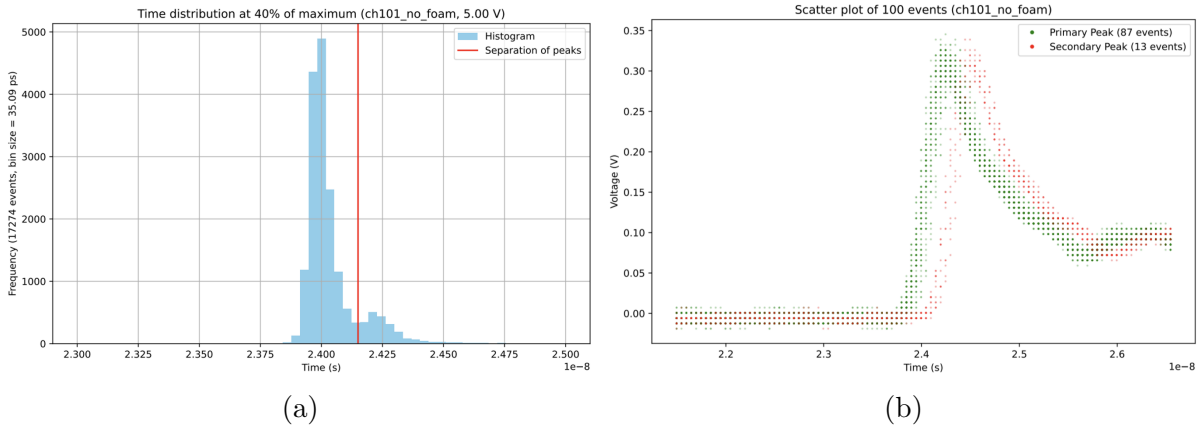 Time distribution at 40% of maximum (ch101_no_foam, 5.00 V)
Frequency (17274 events, bin size = 35.09 ps)
5000
4000
3000
2000
1000
0
Histogram
Separation of peaks
2.300 2.325 2.350 2.375 2.400 2.425 2.450 2.475 2.500
Time (s)
1e−8
(a)
Scatter plot of 100 events (ch101_no_foam)
Voltage (V)
0.35
0.30
0.25
0.20
0.15
0.10
0.05
0.00
Primary Peak (87 events)
Secondary Peak (13 events)
2.2 2.3 2.4 2.5 2.6
Time (s)
1e−8
(b)